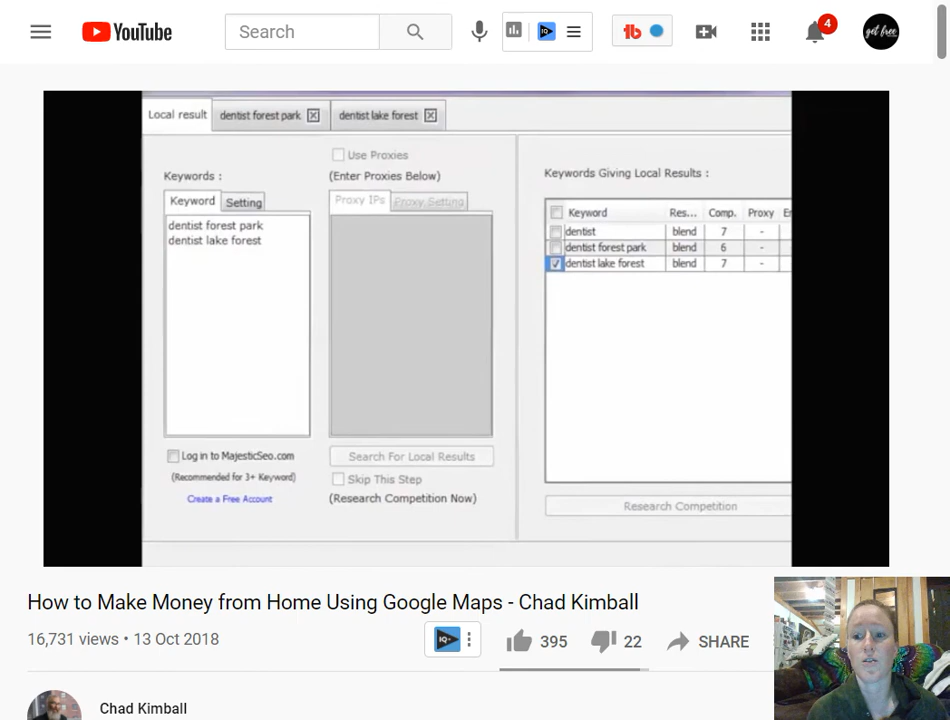 YouTube
Search
4
get free
Local result
dentist forest park
dentist lake forest
Use Proxies
Keywords :
(Enter Proxies Below)
Keyword
Setting
Proxy IPs
Proxy Setting
dentist forest park
dentist lake forest
Log in to MajesticSeo.com
(Recommended for 3+ Keyword)
Create a Free Account
Search For Local Results
Skip This Step
(Research Competition Now)
Keywords Giving Local Results :
Keyword Res... Comp. Proxy
dentist blend 7 -
dentist forest park blend 6 -
dentist lake forest blend 7 -
Research Competition
How to Make Money from Home Using Google Maps - Chad Kimball
16,731 views • 13 Oct 2018
395
22
SHARE
Chad Kimball